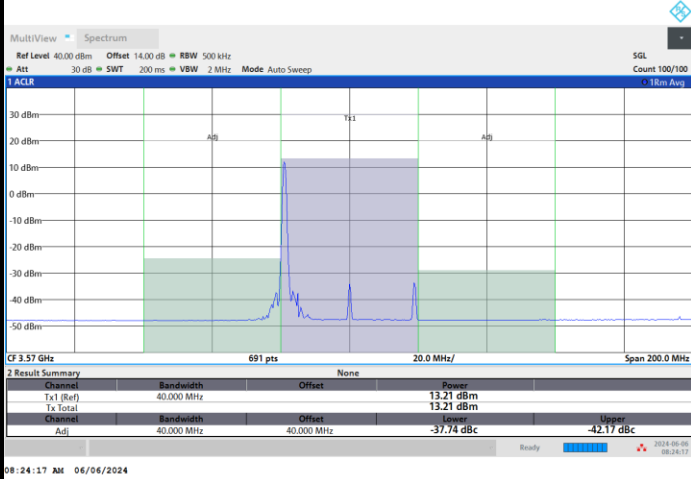 MultiView Spectrum
Ref Level 40.00 dBm Offset 14.00 dB RBW 500 kHz SGL
Att 30 dB SWT 200 ms VBW 2 MHz Mode Auto Sweep Count 100/100
1 ACLR 1Rm Avg
30 dBm
Tx1
20 dBm Adj Adj
10 dBm
0 dBm
-10 dBm
-20 dBm
-30 dBm
-40 dBm
-50 dBm
CF 3.57 GHz 691 pts 20.0 MHz/ Span 200.0 MHz
2 Result Summary None
Channel Bandwidth Offset Power
Tx1 (Ref) 40.000 MHz 13.21 dBm
Tx Total 13.21 dBm
Channel Bandwidth Offset Lower Upper
Adj 40.000 MHz 40.000 MHz -37.74 dBc -42.17 dBc
Ready 2024-06-06
08:24:17
08:24:17 AM 06/06/2024